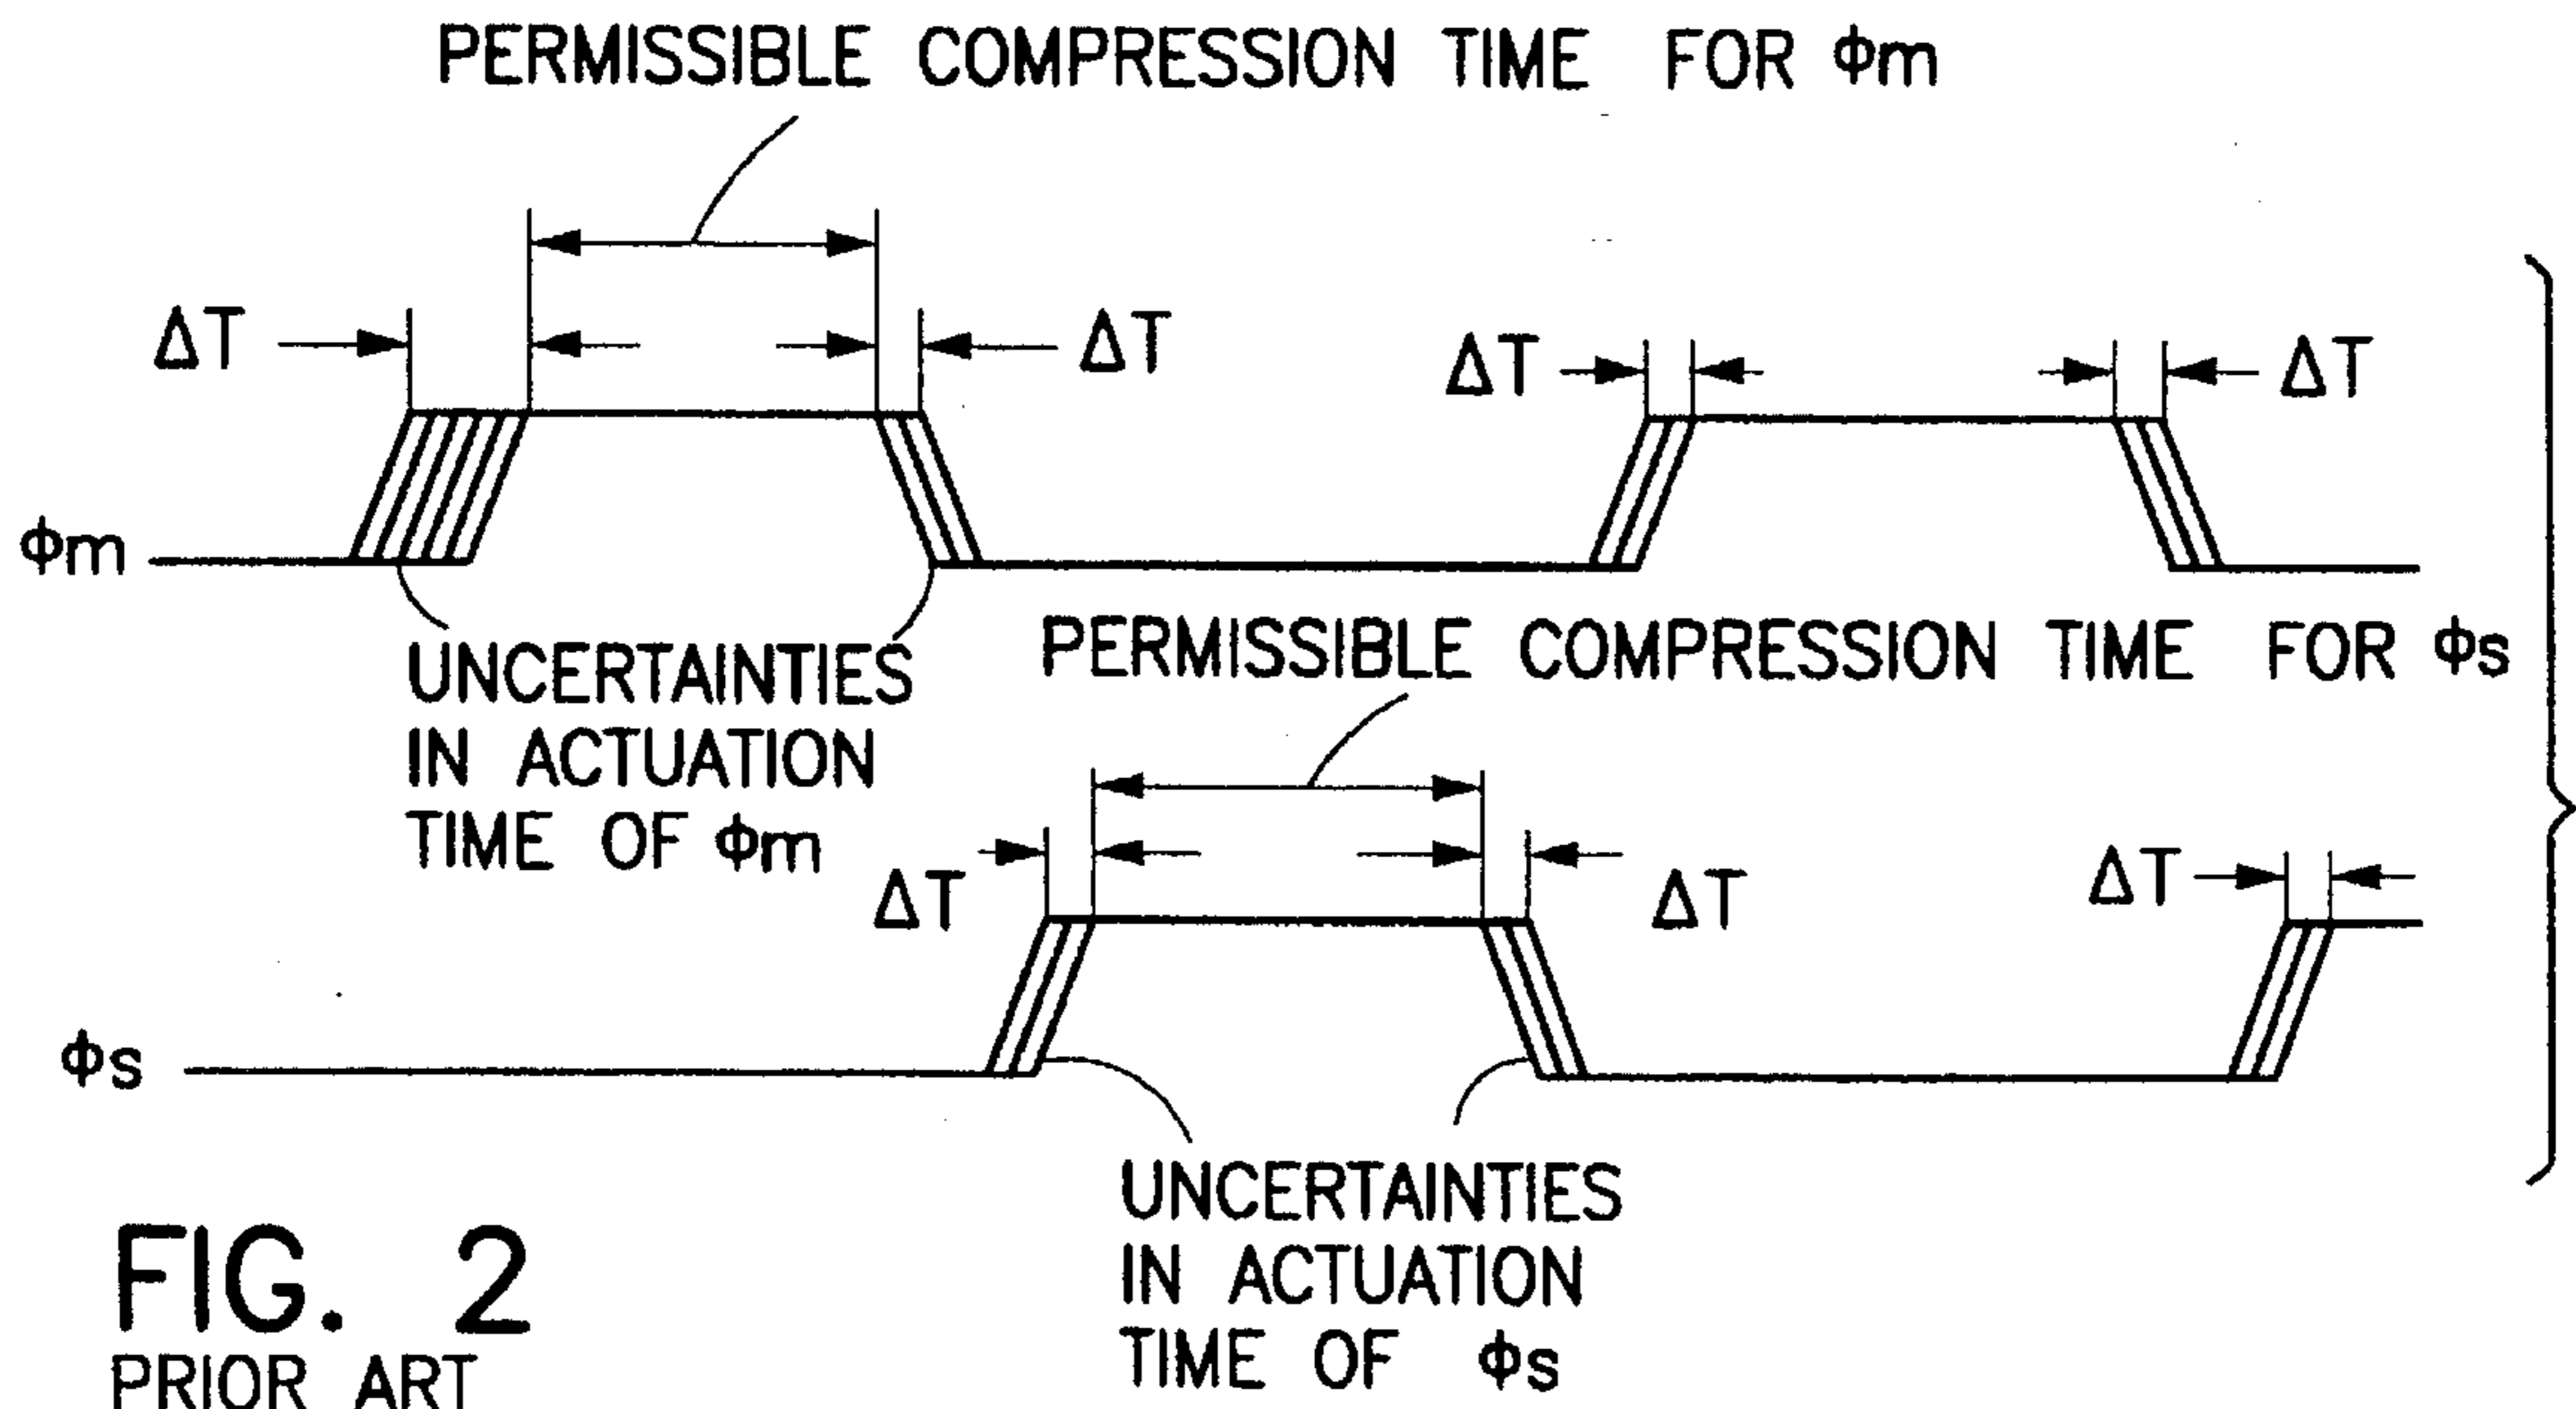 PERMISSIBLE COMPRESSION TIME FOR ϕm
ΔT
ΔT
ΔT
ΔT
ϕm
UNCERTAINTIES
IN ACTUATION
TIME OF ϕm
PERMISSIBLE COMPRESSION TIME FOR ϕs
ΔT
ΔT
ΔT
ϕs
UNCERTAINTIES
IN ACTUATION
TIME OF ϕs
FIG. 2
PRIOR ART